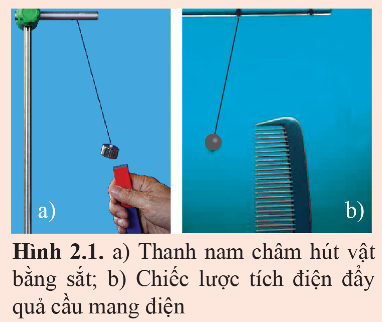 a)
b)
Hình 2.1. a) Thanh nam châm hút vật
bằng sắt; b) Chiếc lược tích điện đẩy
quả cầu mang điện